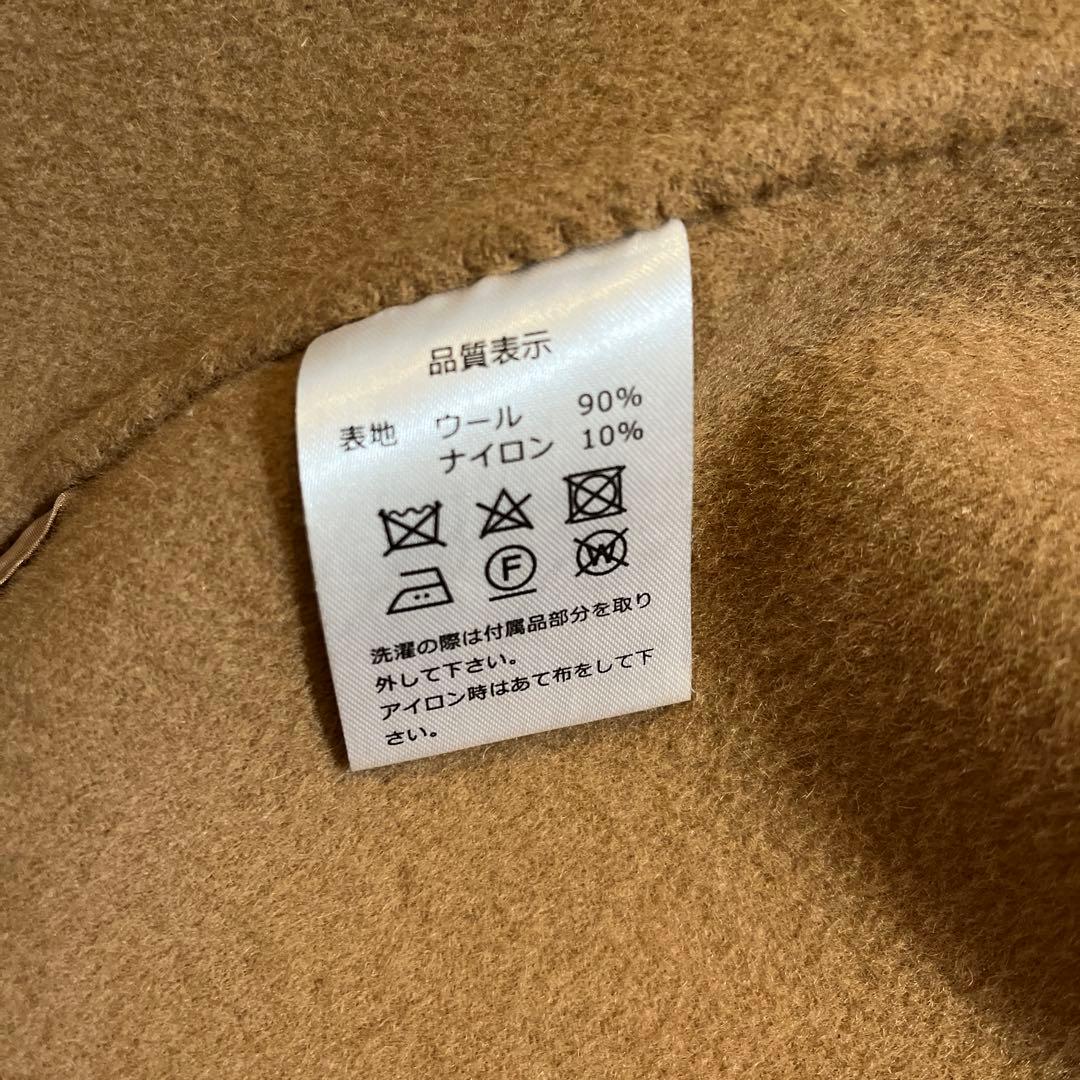 品質表示
表地 ウール 90%
ナイロン 10%
F W
洗濯の際は付属品部分を取り
外して下さい。
アイロン時はあて布をして下
さい。